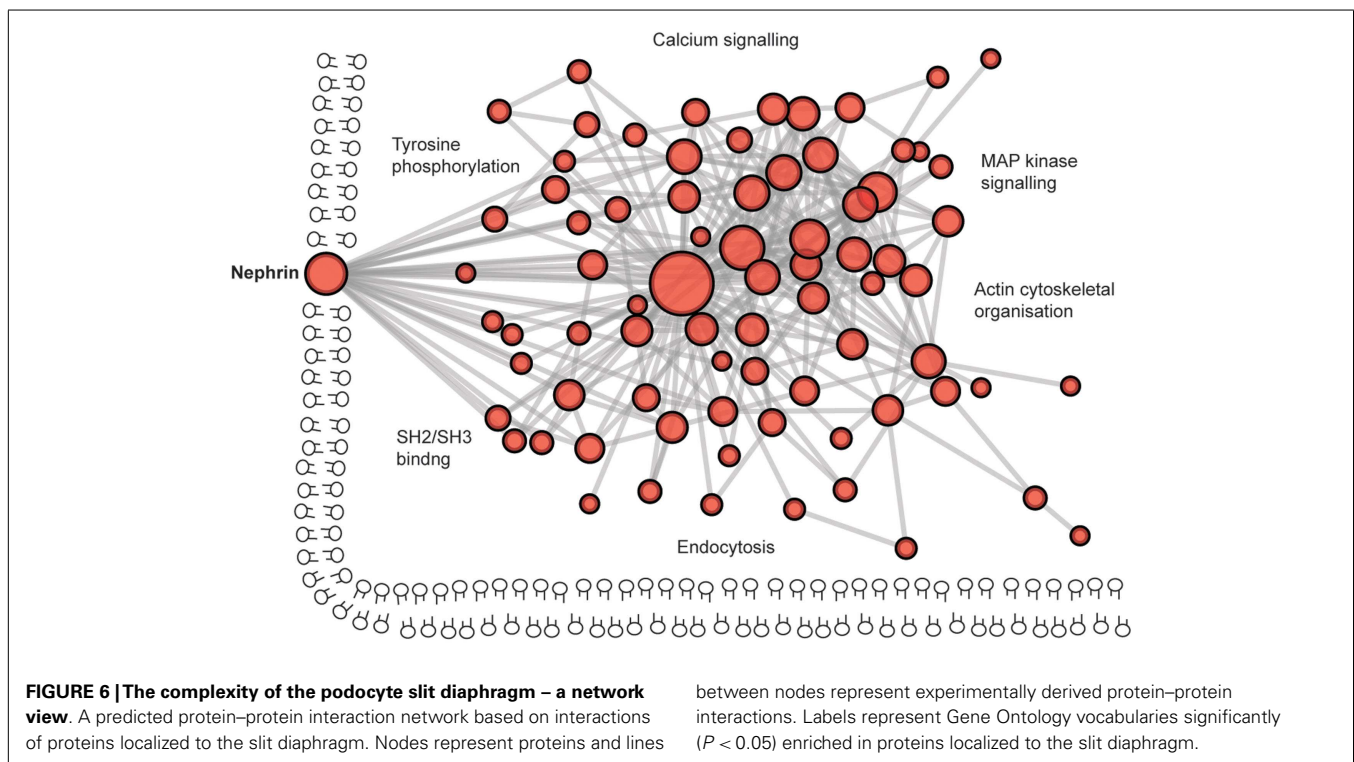 Calcium signalling
Tyrosine
phosphorylation
MAP kinase
signalling
Nephrin
Actin cytoskeletal
organisation
SH2/SH3
bindng
Endocytosis
FIGURE 6 | The complexity of the podocyte slit diaphragm – a network
view. A predicted protein–protein interaction network based on interactions
of proteins localized to the slit diaphragm. Nodes represent proteins and lines
between nodes represent experimentally derived protein–protein
interactions. Labels represent Gene Ontology vocabularies significantly
(P < 0.05) enriched in proteins localized to the slit diaphragm.